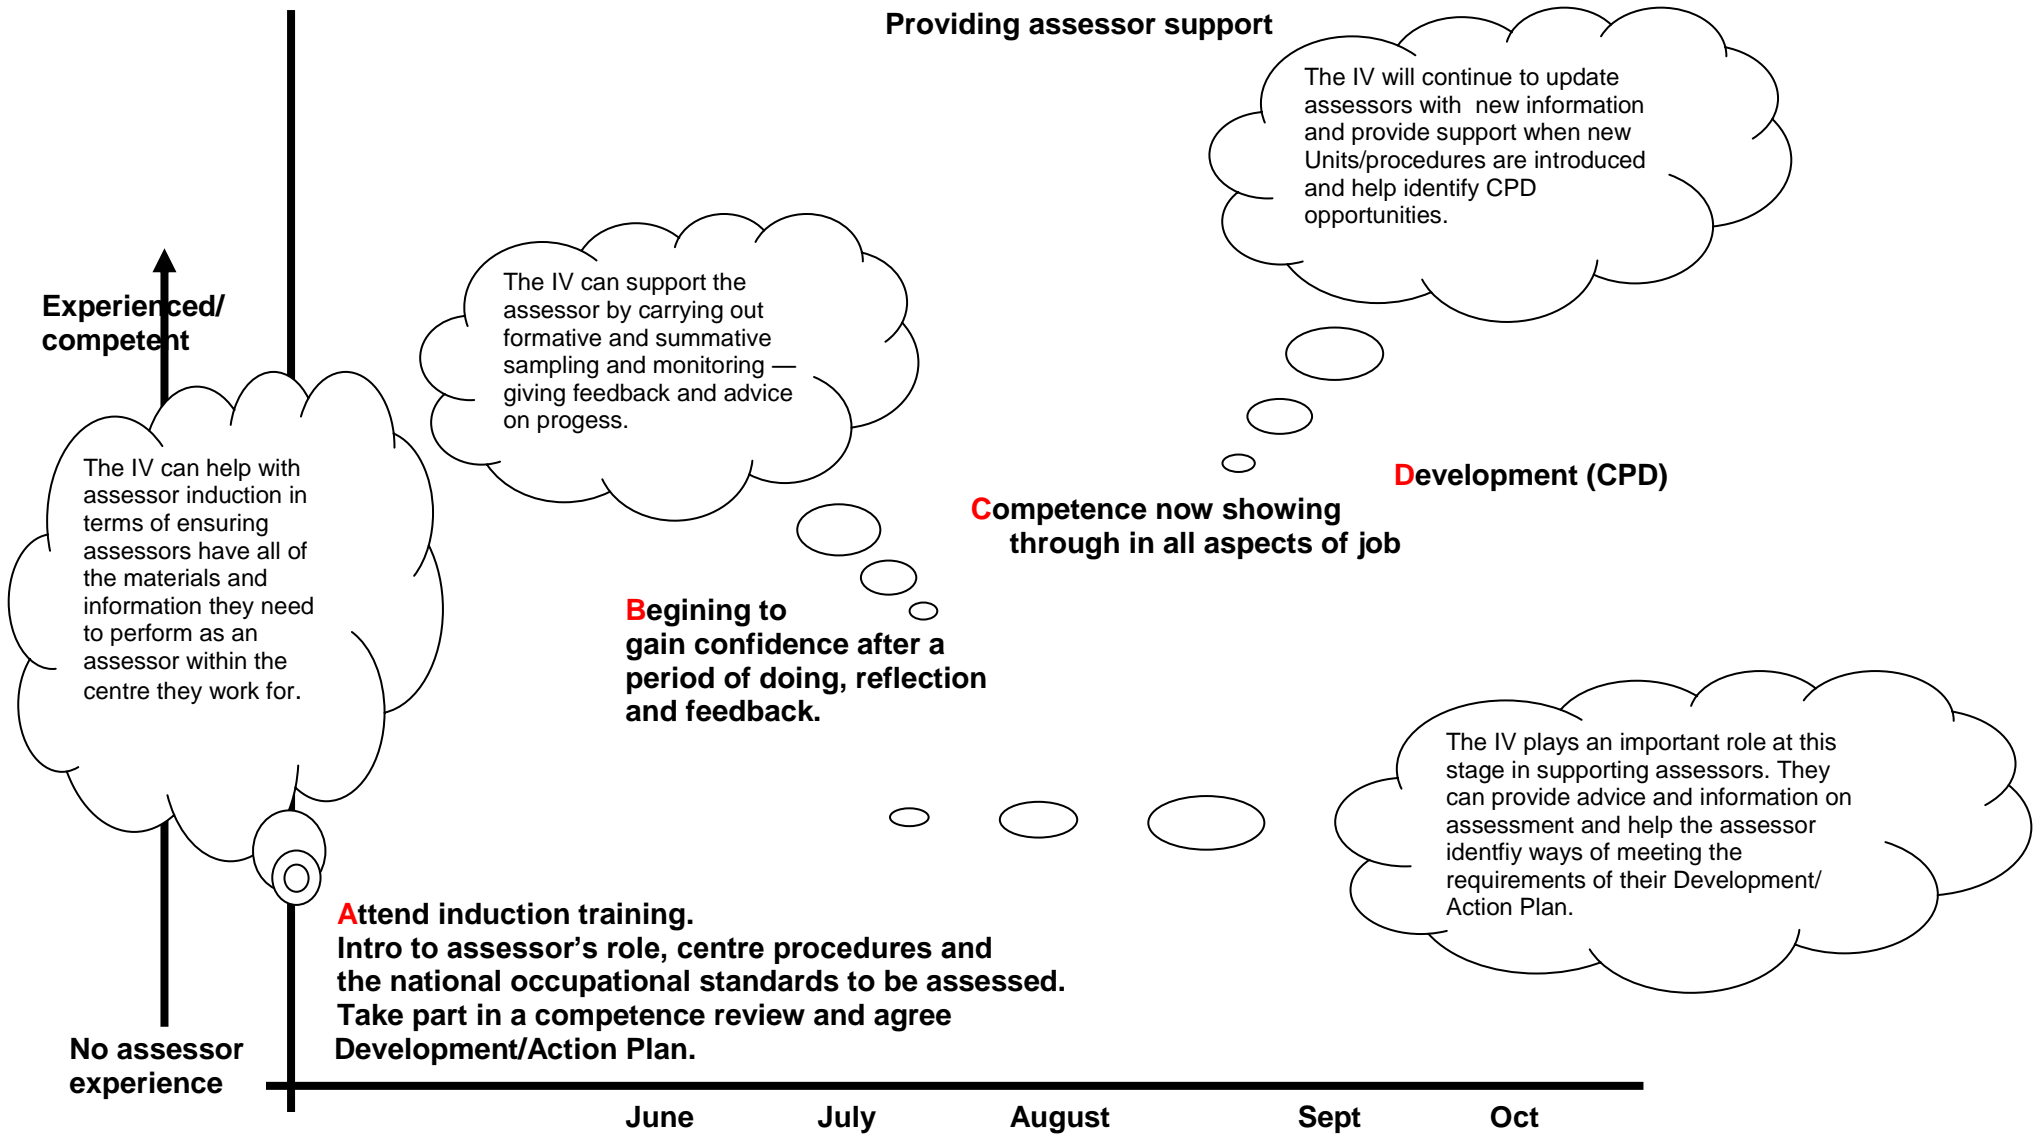 Providing assessor support
The IV will continue to update
assessors with  new information
and provide support when new
Units/procedures are introduced
and help identify CPD
opportunities.
The IV can support the
assessor by carrying out
formative and summative
sampling and monitoring —
giving feedback and advice
on progess.
Experienced/
competent
The IV can help with
assessor induction in
terms of ensuring
assessors have all of
the materials and
information they need
to perform as an
assessor within the
centre they work for.
Development (CPD)
Competence now showing
through in all aspects of job
Begining to
gain confidence after a
period of doing, reflection
and feedback.
The IV plays an important role at this
stage in supporting assessors. They
can provide advice and information on
assessment and help the assessor
identfiy ways of meeting the
requirements of their Development/
Action Plan.
Attend induction training.
Intro to assessor’s role, centre procedures and
the national occupational standards to be assessed.
Take part in a competence review and agree
Development/Action Plan.
No assessor
experience
June July August Sept Oct